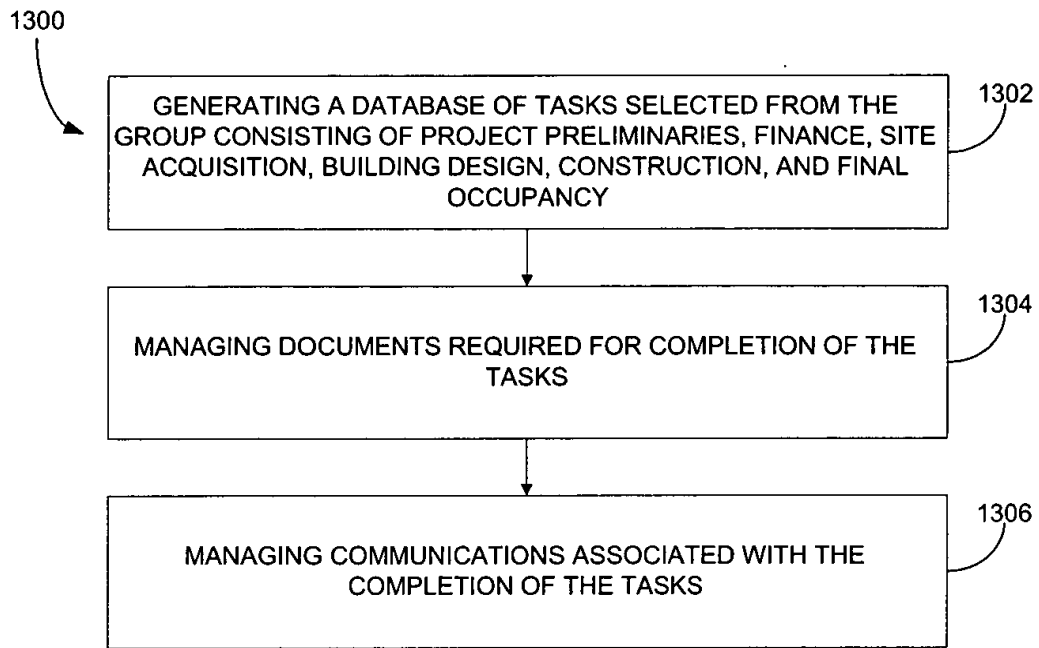 1300
GENERATING A DATABASE OF TASKS SELECTED FROM THE
GROUP CONSISTING OF PROJECT PRELIMINARIES, FINANCE, SITE
ACQUISITION, BUILDING DESIGN, CONSTRUCTION, AND FINAL
OCCUPANCY
1302
MANAGING DOCUMENTS REQUIRED FOR COMPLETION OF THE
TASKS
1304
MANAGING COMMUNICATIONS ASSOCIATED WITH THE
COMPLETION OF THE TASKS
1306